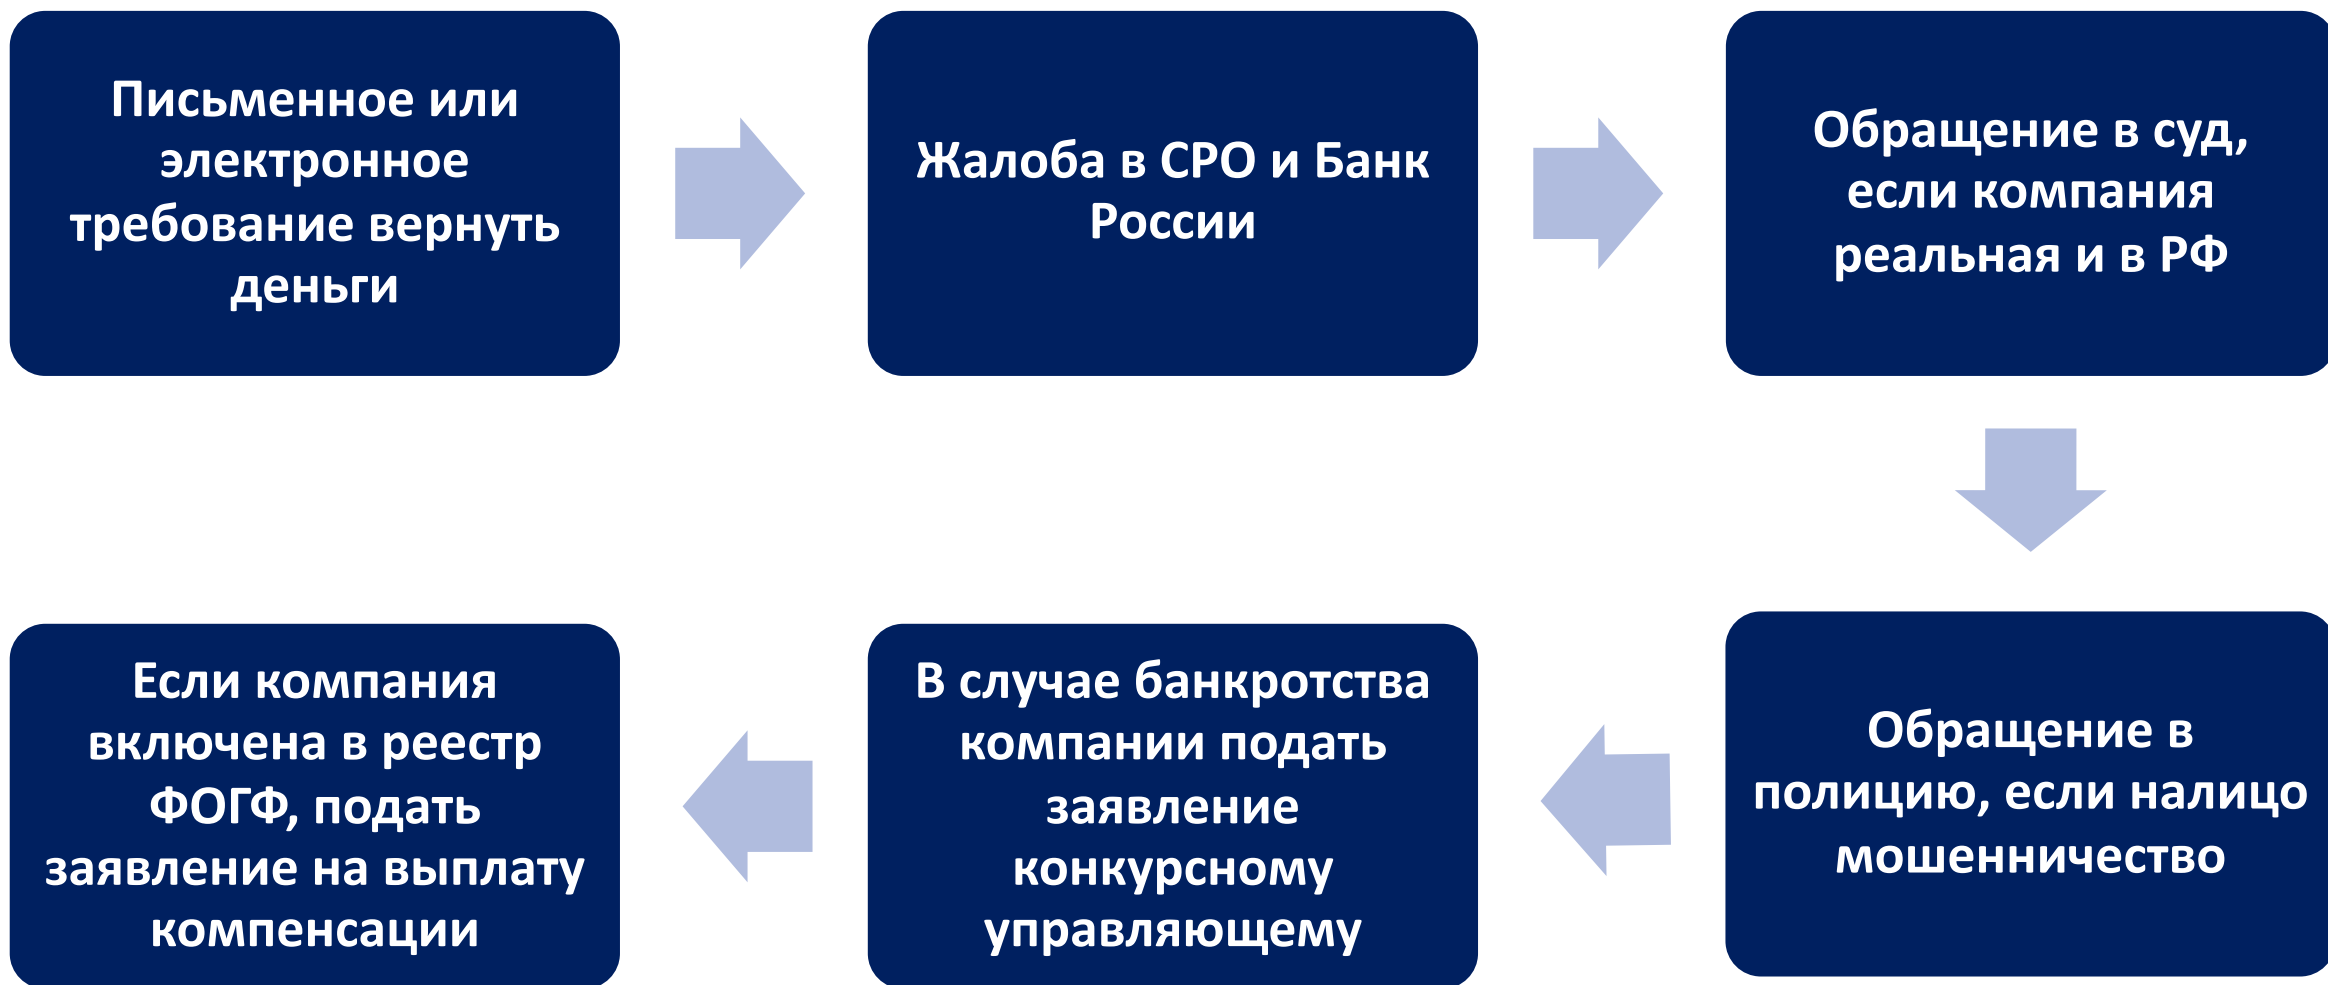 Письменное или
электронное
требование вернуть
деньги
Жалоба в СРО и Банк
России
Обращение в суд,
если компания
реальная и в РФ
Обращение в
полицию, если налицо
мошенничество
В случае банкротства
компании подать
заявление
конкурсному
управляющему
Если компания
включена в реестр
ФОГФ, подать
заявление на выплату
компенсации